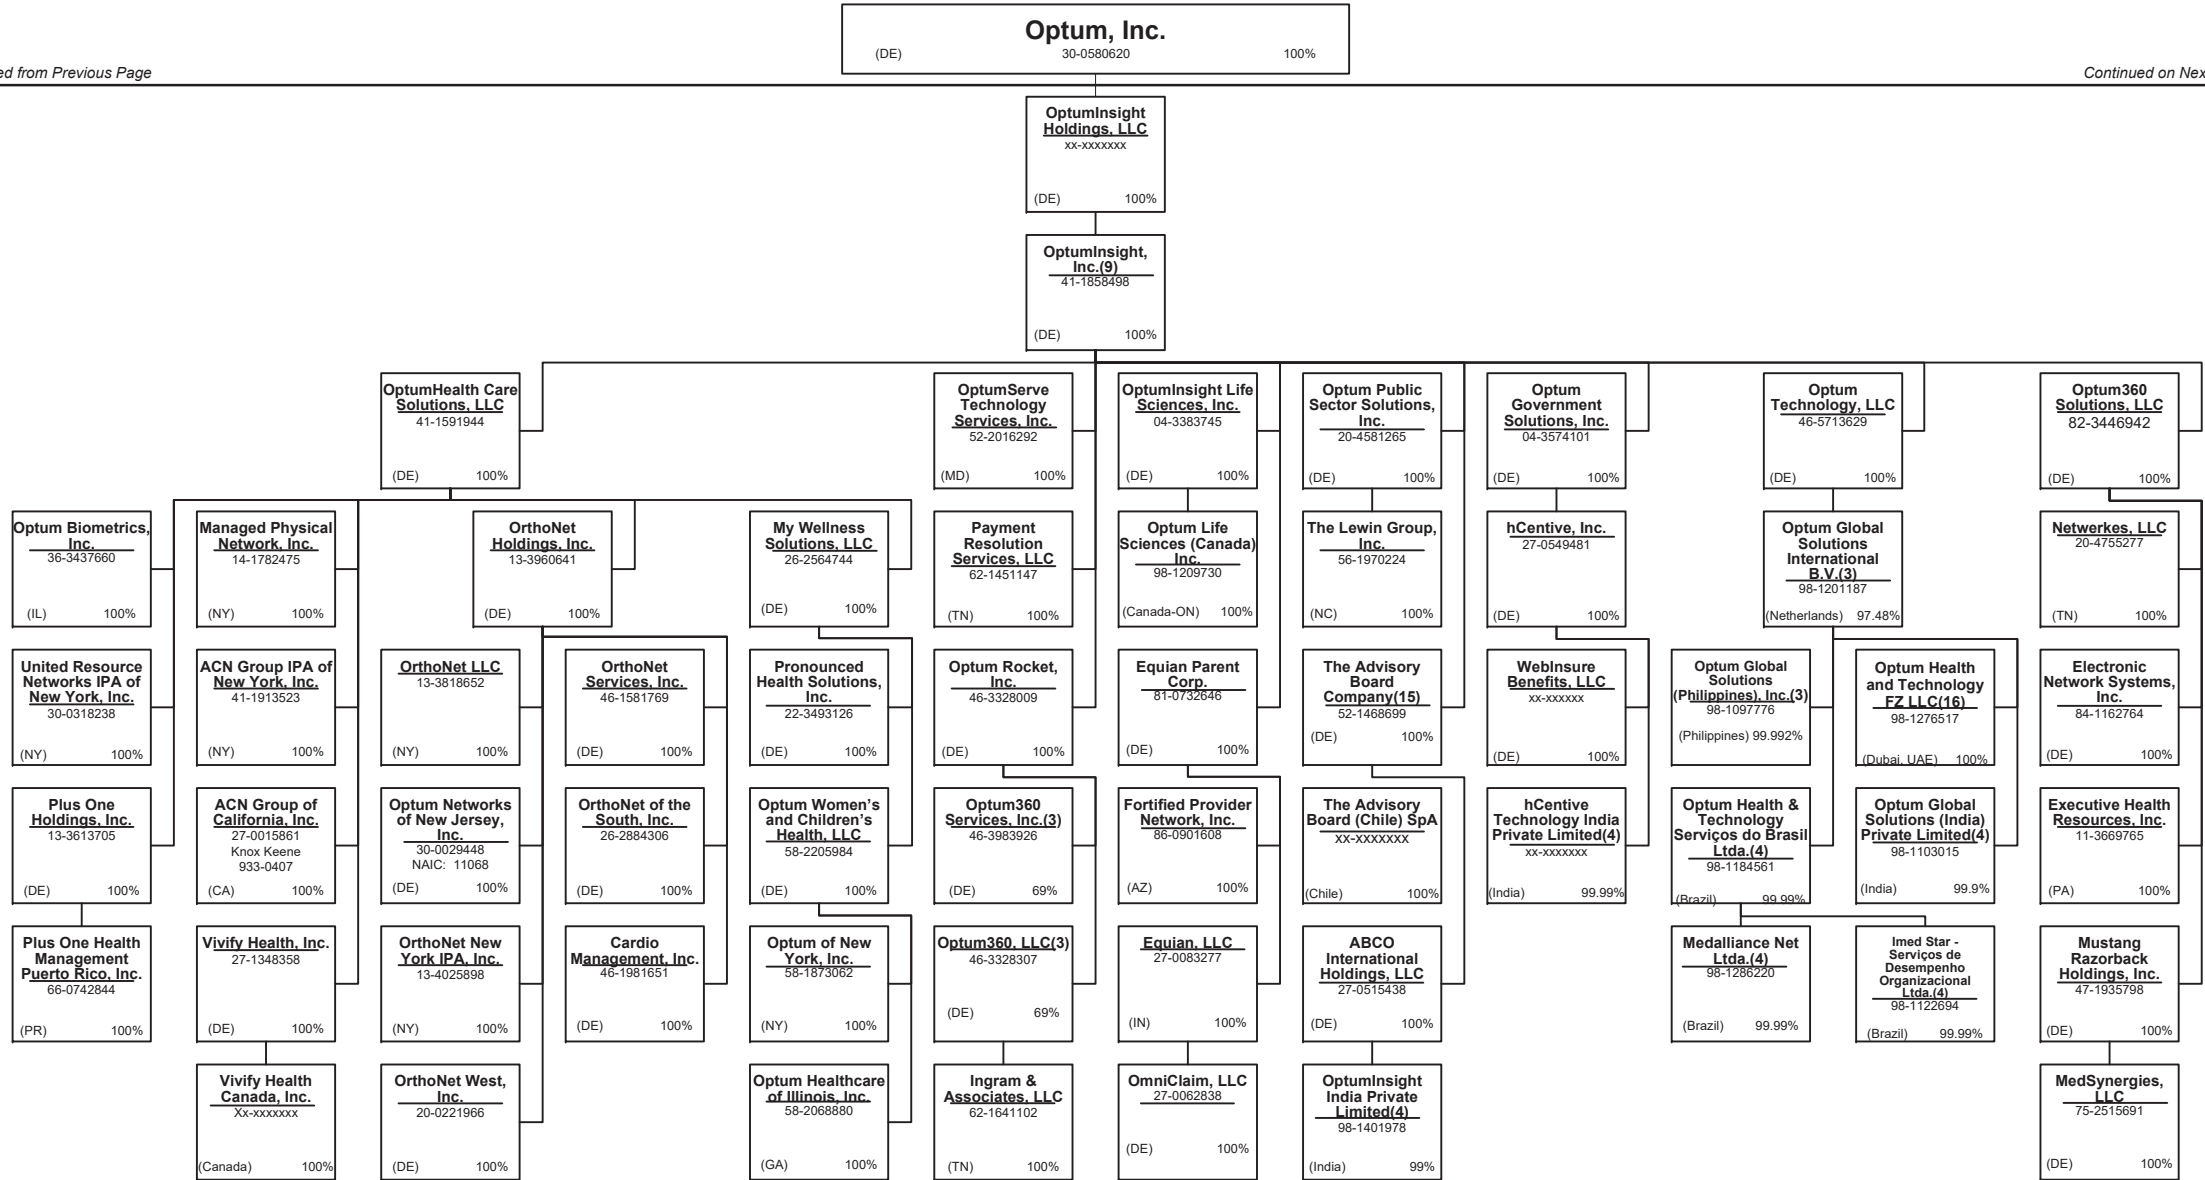 Optum, Inc.
(DE) 30-0580620 100%
ed from Previous Page
Continued on Nex
OptumInsight
Holdings, LLC
xx-xxxxxxx
(DE) 100%
OptumInsight,
Inc.(9)
41-1858498
(DE) 100%
OptumHealth Care
Solutions, LLC
41-1591944
(DE) 100%
OptumServe
Technology
Services, Inc.
52-2016292
(MD) 100%
OptumInsight Life
Sciences, Inc.
04-3383745
(DE) 100%
Optum Public
Sector Solutions,
Inc.
20-4581265
(DE) 100%
Optum
Government
Solutions, Inc.
04-3574101
(DE) 100%
Optum
Technology, LLC
46-5713629
(DE) 100%
Optum360
Solutions, LLC
82-3446942
(DE) 100%
Optum Biometrics,
Inc.
36-3437660
(IL) 100%
Managed Physical
Network, Inc.
14-1782475
(NY) 100%
OrthoNet
Holdings, Inc.
13-3960641
(DE) 100%
My Wellness
Solutions, LLC
26-2564744
(DE) 100%
Payment
Resolution
Services, LLC
62-1451147
(TN) 100%
Optum Life
Sciences (Canada)
Inc.
98-1209730
(Canada-ON) 100%
The Lewin Group,
Inc.
56-1970224
(NC) 100%
hCentive, Inc.
27-0549481
(DE) 100%
Optum Global
Solutions
International
B.V.(3)
98-1201187
(Netherlands) 97.48%
Netwerkes, LLC
20-4755277
(TN) 100%
United Resource
Networks IPA of
New York, Inc.
30-0318238
(NY) 100%
ACN Group IPA of
New York, Inc.
41-1913523
(NY) 100%
OrthoNet LLC
13-3818652
(NY) 100%
OrthoNet
Services, Inc.
46-1581769
(DE) 100%
Pronounced
Health Solutions,
Inc.
22-3493126
(DE) 100%
Optum Rocket,
Inc.
46-3328009
(DE) 100%
Equian Parent
Corp.
81-0732646
(DE) 100%
The Advisory
Board
Company(15)
52-1468699
(DE) 100%
WebInsure
Benefits, LLC
xx-xxxxxx
(DE) 100%
Optum Global
Solutions
(Philippines), Inc.(3)
98-1097776
(Philippines) 99.992%
Optum Health
and Technology
FZ LLC(16)
98-1276517
(Dubai, UAE) 100%
Electronic
Network Systems,
Inc.
84-1162764
(DE) 100%
Plus One
Holdings, Inc.
13-3613705
(DE) 100%
ACN Group of
California, Inc.
27-0015861
Knox Keene
933-0407
(CA) 100%
Optum Networks
of New Jersey,
Inc.
30-0029448
NAIC: 11068
(DE) 100%
OrthoNet of the
South, Inc.
26-2884306
(DE) 100%
Optum Women's
and Children's
Health, LLC
58-2205984
(DE) 100%
Optum360
Services, Inc.(3)
46-3983926
(DE) 69%
Fortified Provider
Network, Inc.
86-0901608
(AZ) 100%
The Advisory
Board (Chile) SpA
xx-xxxxxxx
(Chile) 100%
hCentive
Technology India
Private Limited(4)
xx-xxxxxxx
(India) 99.99%
Optum Health &
Technology
Serviços do Brasil
Ltda.(4)
98-1184561
(Brazil) 99.99%
Optum Global
Solutions (India)
Private Limited(4)
98-1103015
(India) 99.9%
Executive Health
Resources, Inc.
11-3669765
(PA) 100%
Plus One Health
Management
Puerto Rico, Inc.
66-0742844
(PR) 100%
Vivify Health, Inc.
27-1348358
(DE) 100%
OrthoNet New
York IPA, Inc.
13-4025898
(NY) 100%
Cardio
Management, Inc.
46-1981651
(DE) 100%
Optum of New
York, Inc.
58-1873062
(NY) 100%
Optum360, LLC(3)
46-3328307
(DE) 69%
Equian, LLC
27-0083277
(IN) 100%
ABCO
International
Holdings, LLC
27-0515438
(DE) 100%
Medalliance Net
Ltda.(4)
98-1286220
(Brazil) 99.99%
Imed Star -
Serviços de
Desempenho
Organizacional
Ltda.(4)
98-1122694
(Brazil) 99.99%
Mustang
Razorback
Holdings, Inc.
47-1935798
(DE) 100%
Vivify Health
Canada, Inc.
Xx-xxxxxxx
(Canada) 100%
OrthoNet West,
Inc.
20-0221966
(DE) 100%
Optum Healthcare
of Illinois, Inc.
58-2068880
(GA) 100%
Ingram &
Associates, LLC
62-1641102
(TN) 100%
OmniClaim, LLC
27-0062838
(DE) 100%
OptumInsight
India Private
Limited(4)
98-1401978
(India) 99%
MedSynergies,
LLC
75-2515691
(DE) 100%